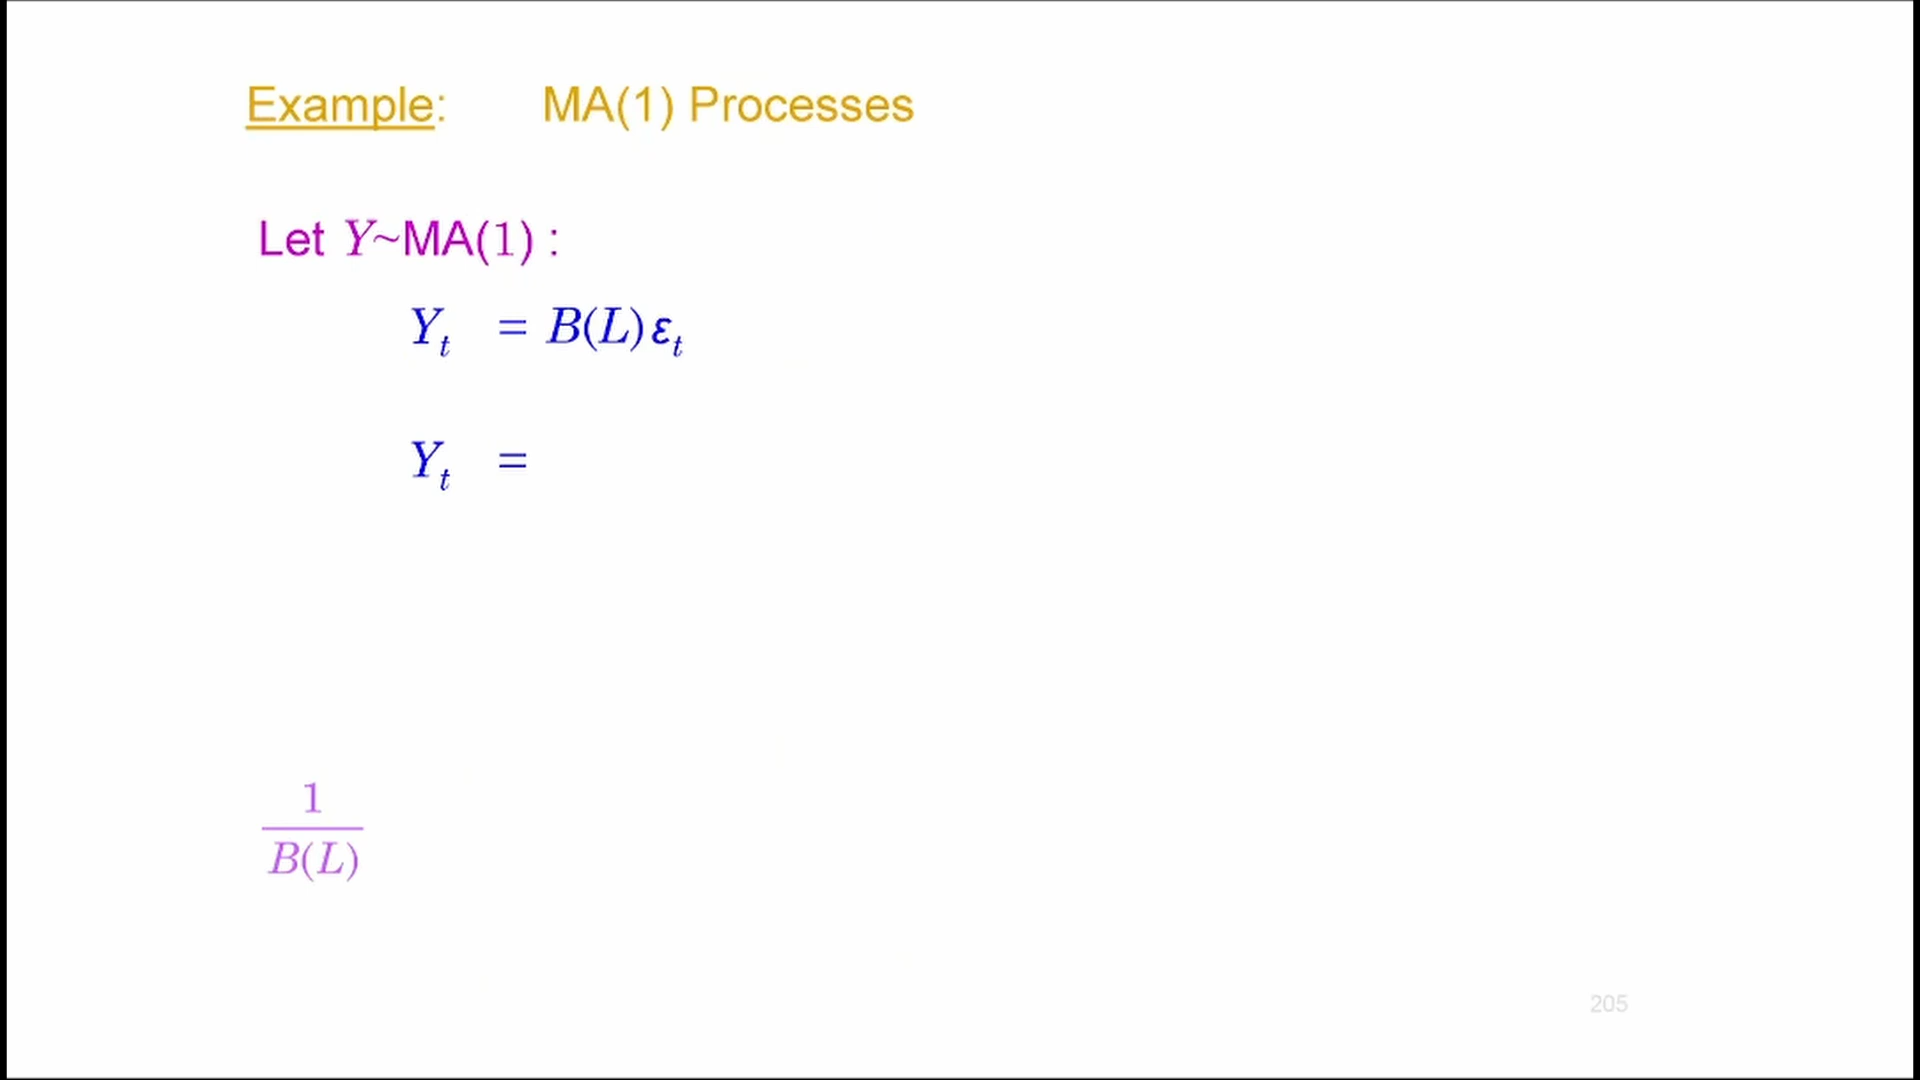 Example: MA(1) Processes
Let Y~MA(1) :
Y_t = B(L) ε_t
Y_t =
1
B(L)
205